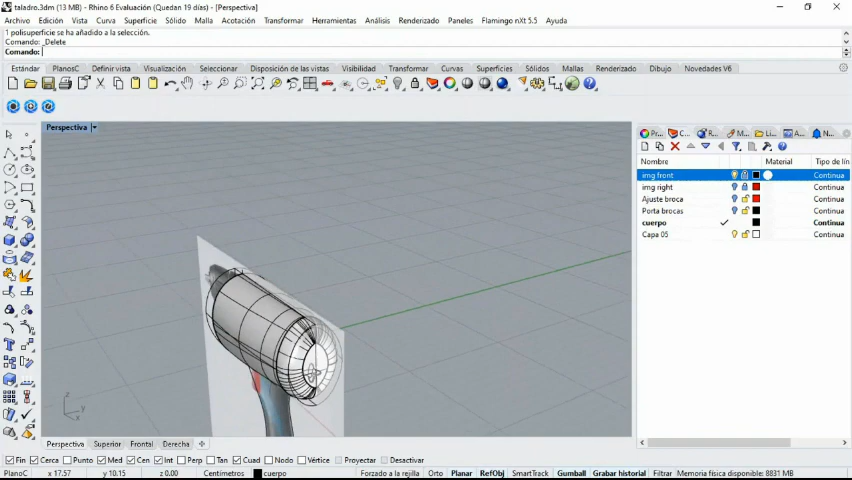 taladro.3dm (13 MB) - Rhino 6 Evaluación (Quedan 19 días) - [Perspectiva]
Archivo Edición Vista Curva Superficie Sólido Malla Acotación Transformar Herramientas Análisis Renderizado Paneles Flamingo nXt 5.5 Ayuda
1 polisuperficie se ha añadido a la selección.
Comando: _Delete
Comando:
Estándar PlanosC Definir vista Visualización Seleccionar Disposición de las vistas Visibilidad Transformar Curvas Superficies Sólidos Mallas Renderizado Dibujo Novedades V6
Perspectiva
Pr... C... R... M... Li... A... N...
Nombre Material Tipo de lín
img front Continua
img right Continua
Ajuste broca Continua
Porta brocas Continua
cuerpo Continua
Capa 05 Continua
z
y
x
Perspectiva Superior Frontal Derecha
Fin Cerca Punto Med Cen Int Perp Tan Cuad Nodo Vértice Proyectar Desactivar
PlanoC x 17.57 y 10.15 z 0.00 Centímetros cuerpo Forzado a la rejilla Orto Planar RefObj SmartTrack Gumball Grabar historial Filtrar Memoria física disponible: 8831 MB